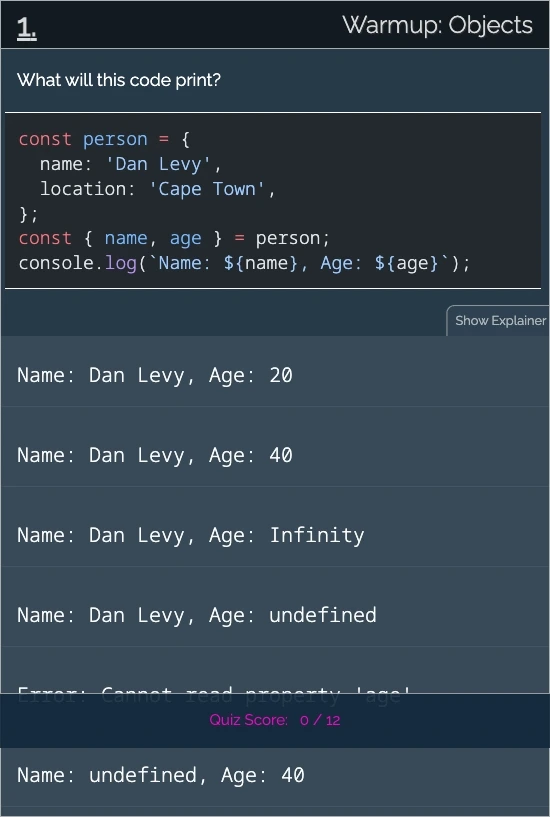 1.
Warmup: Objects
What will this code print?
const person = {
  name: 'Dan Levy',
  location: 'Cape Town',
};
const { name, age } = person;
console.log(`Name: ${name}, Age: ${age}`);
Show Explainer
Name: Dan Levy, Age: 20
Name: Dan Levy, Age: 40
Name: Dan Levy, Age: Infinity
Name: Dan Levy, Age: undefined
Error: Cannot read property 'age'
Quiz Score: 0 / 12
Name: undefined, Age: 40